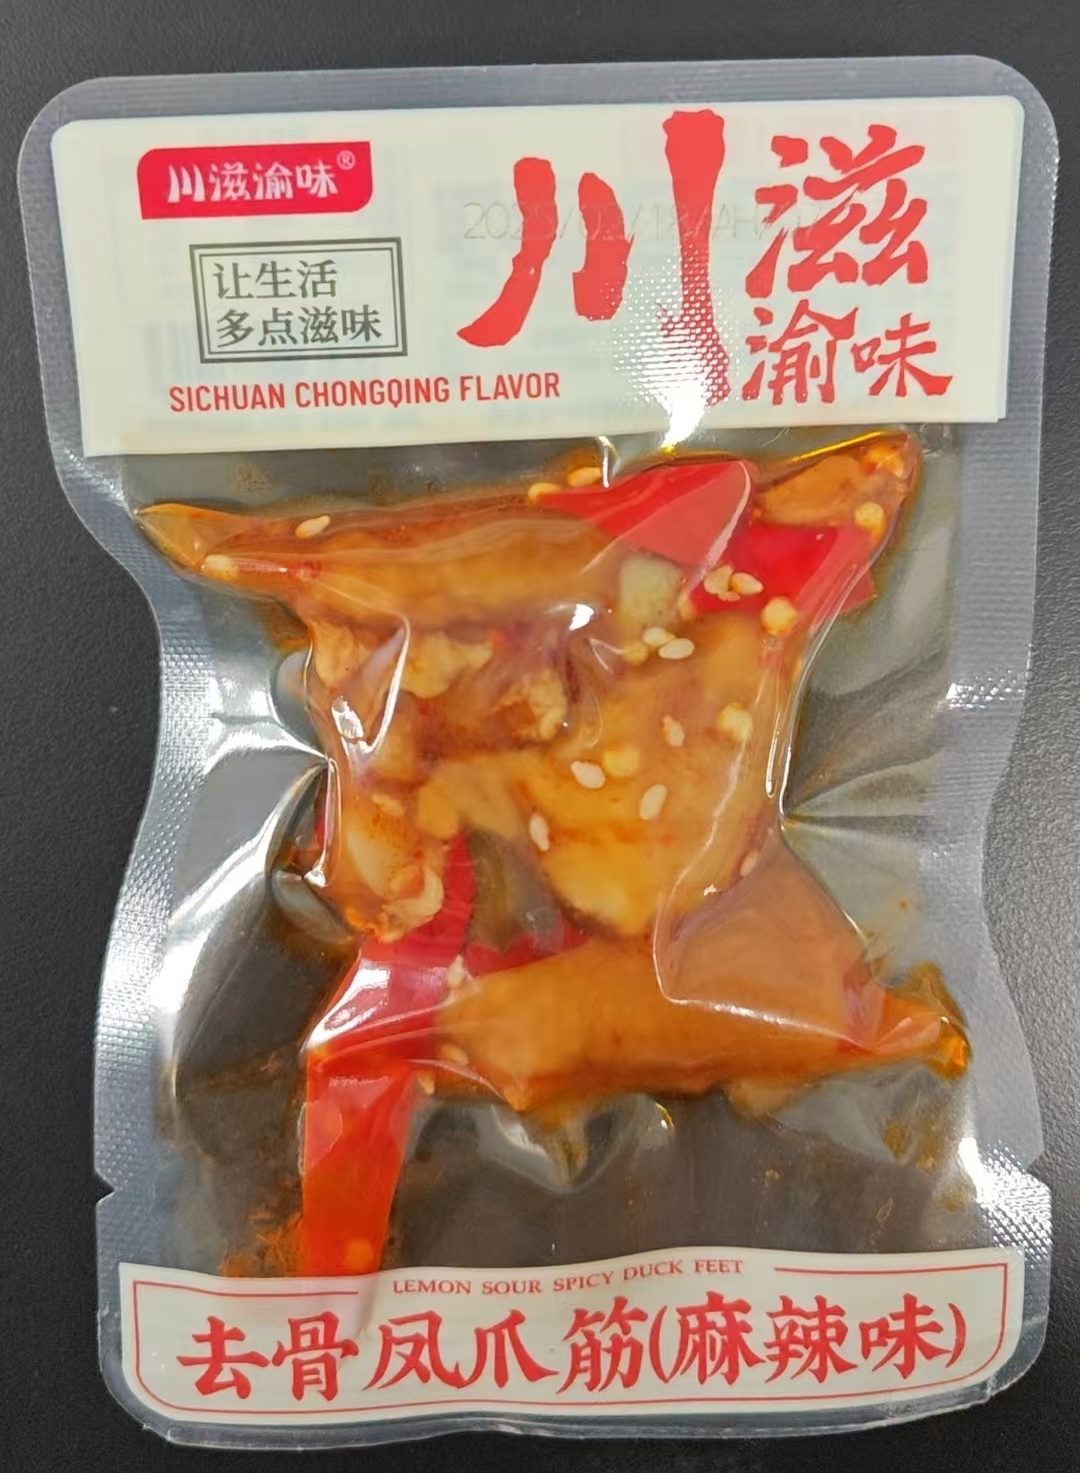 川滋渝味®
让生活
多点滋味
SICHUAN CHONGQING FLAVOR
川滋
渝味
LEMON SOUR SPICY DUCK FEET
去骨凤爪筋(麻辣味)